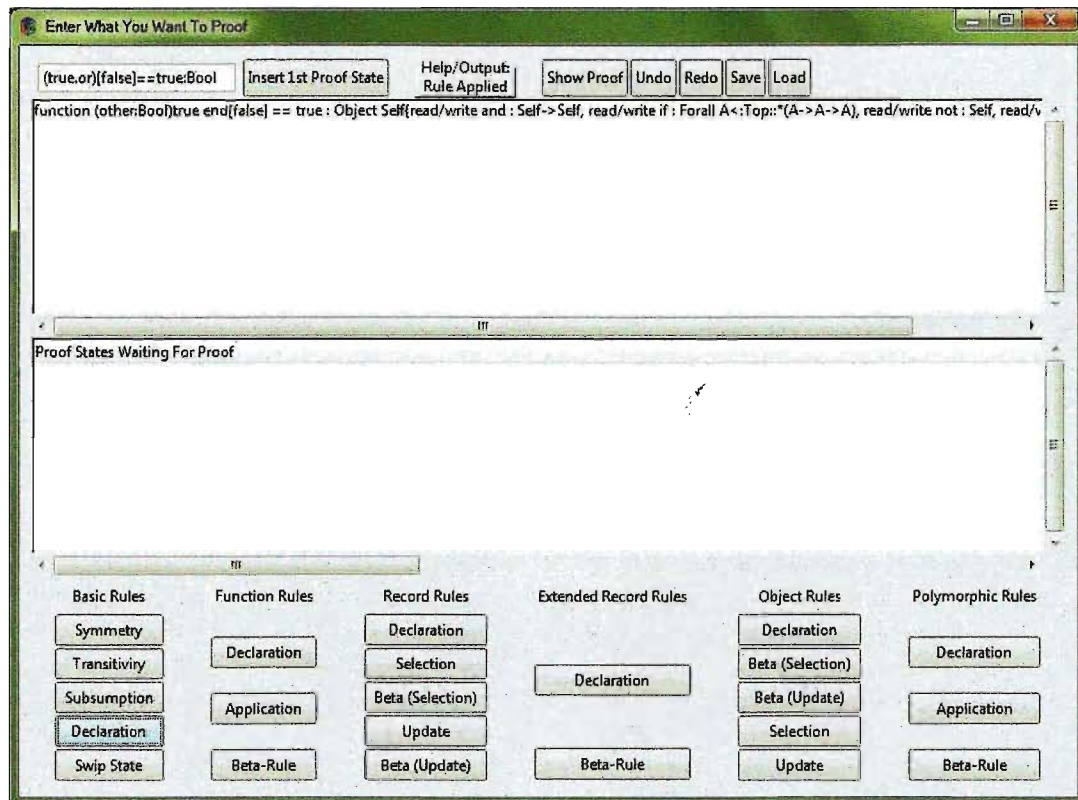 Enter What You Want To Proof
(true.or)[false]==true:Bool
Insert 1st Proof State
Help/Output:
Rule Applied
Show Proof
Undo
Redo
Save
Load
function (other:Bool)true end[false] == true : Object Self{read/write and : Self->Self, read/write if : Forall A<:Top::*(A->A->A), read/write not : Self, read/v
Proof States Waiting For Proof
Basic Rules
Symmetry
Transitiviry
Subsumption
Declaration
Swip State
Function Rules
Declaration
Application
Beta-Rule
Record Rules
Declaration
Selection
Beta (Selection)
Update
Beta (Update)
Extended Record Rules
Declaration
Beta-Rule
Object Rules
Declaration
Beta (Selection)
Beta (Update)
Selection
Update
Polymorphic Rules
Declaration
Application
Beta-Rule